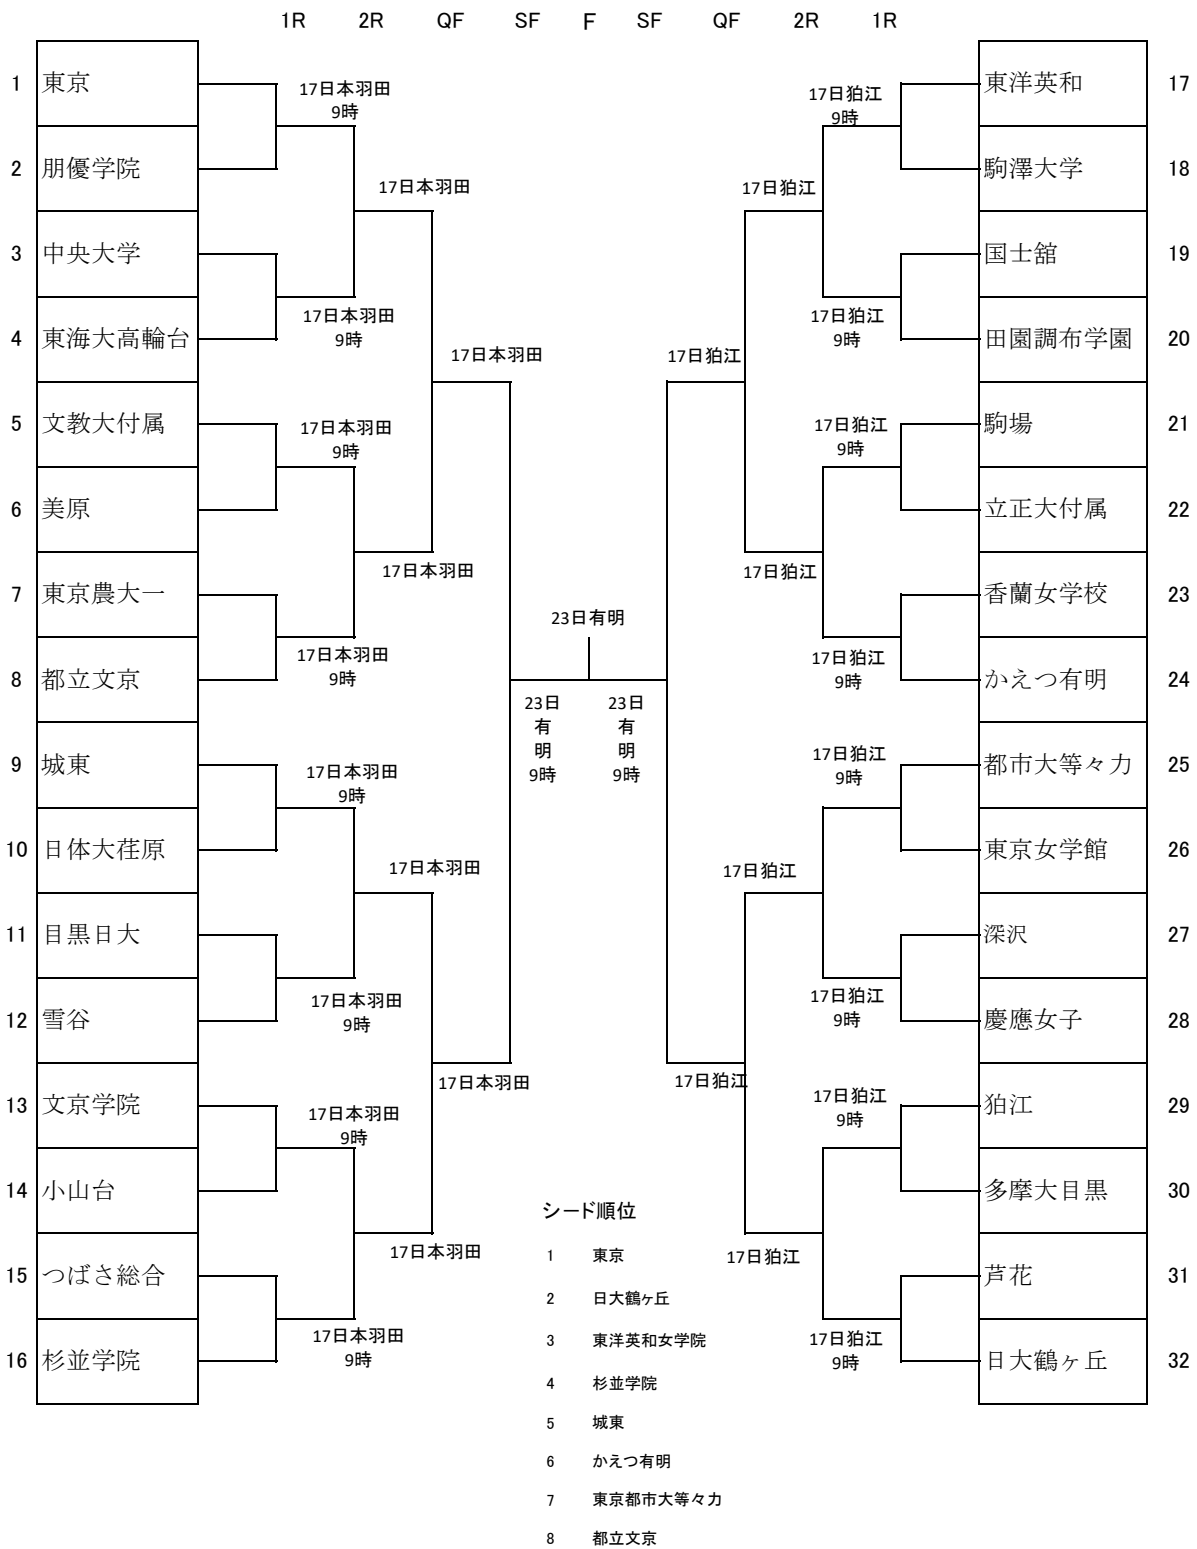 1R 2R QF SF F SF QF 2R 1R
1 東京
2 朋優学院
3 中央大学
4 東海大高輪台
5 文教大付属
6 美原
7 東京農大一
8 都立文京
9 城東
10 日体大荏原
11 目黒日大
12 雪谷
13 文京学院
14 小山台
15 つばさ総合
16 杉並学院
17日本羽田
9時
17日本羽田
9時
17日本羽田
9時
17日本羽田
9時
17日本羽田
9時
17日本羽田
9時
17日本羽田
9時
17日本羽田
9時
17日本羽田
17日本羽田
17日本羽田
17日本羽田
17日本羽田
17日本羽田
23日有明
23日
有
明
9時
23日
有
明
9時
17日狛江
17日狛江
17日狛江
17日狛江
17日狛江
17日狛江
17日狛江
9時
17日狛江
9時
17日狛江
9時
17日狛江
9時
17日狛江
9時
17日狛江
9時
17日狛江
9時
17日狛江
9時
東洋英和 17
駒澤大学 18
国士舘 19
田園調布学園 20
駒場 21
立正大付属 22
香蘭女学校 23
かえつ有明 24
都市大等々力 25
東京女学館 26
深沢 27
慶應女子 28
狛江 29
多摩大目黒 30
芦花 31
日大鶴ヶ丘 32
シード順位
1 東京
2 日大鶴ヶ丘
3 東洋英和女学院
4 杉並学院
5 城東
6 かえつ有明
7 東京都市大等々力
8 都立文京